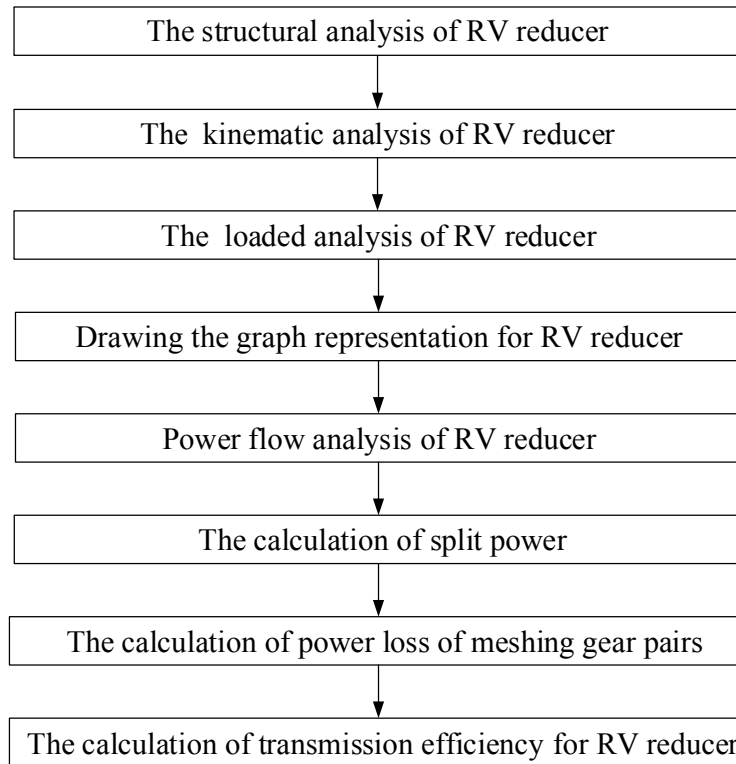 The structural analysis of RV reducer
The kinematic analysis of RV reducer
The loaded analysis of RV reducer
Drawing the graph representation for RV reducer
Power flow analysis of RV reducer
The calculation of split power
The calculation of power loss of meshing gear pairs
The calculation of transmission efficiency for RV reducer